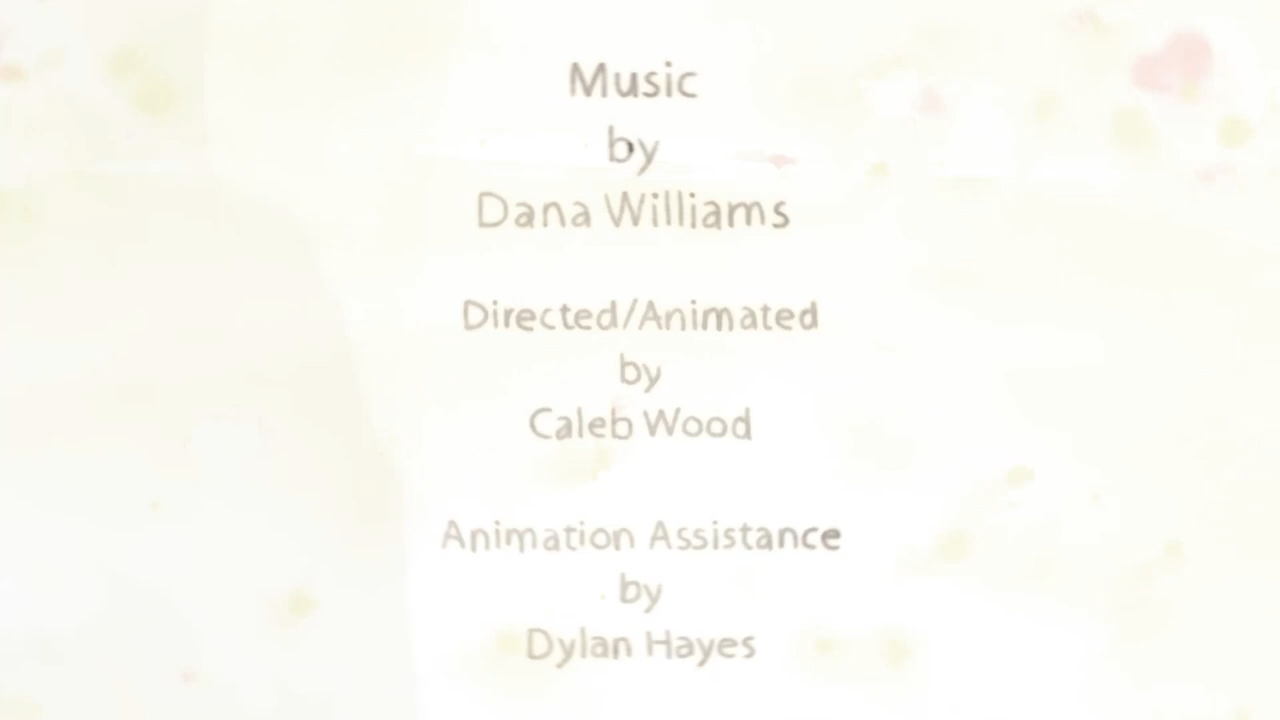 Music
by
Dana Williams
Directed/Animated
by
Caleb Wood
Animation Assistance
by
Dylan Hayes